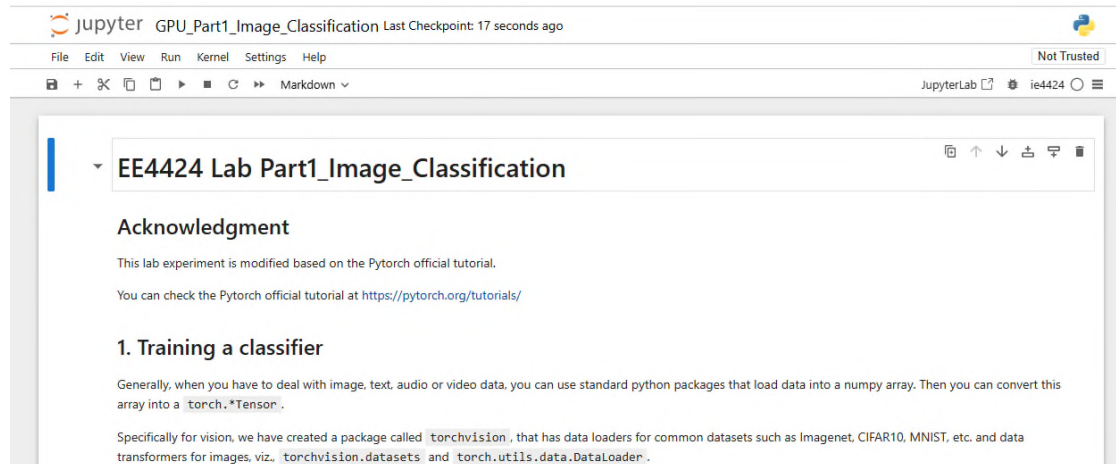 jupyter GPU_Part1_Image_Classification Last Checkpoint: 17 seconds ago
File Edit View Run Kernel Settings Help Not Trusted
Markdown JupyterLab ie4424
EE4424 Lab Part1_Image_Classification
Acknowledgment
This lab experiment is modified based on the Pytorch official tutorial.
You can check the Pytorch official tutorial at https://pytorch.org/tutorials/
1. Training a classifier
Generally, when you have to deal with image, text, audio or video data, you can use standard python packages that load data into a numpy array. Then you can convert this
array into a torch.*Tensor .
Specifically for vision, we have created a package called torchvision , that has data loaders for common datasets such as Imagenet, CIFAR10, MNIST, etc. and data
transformers for images, viz., torchvision.datasets and torch.utils.data.DataLoader .